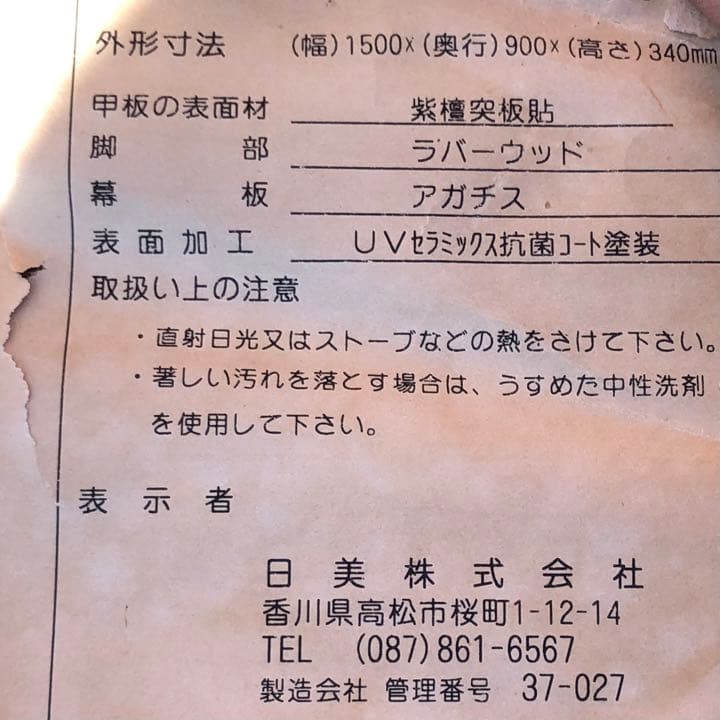 外形寸法 (幅)1500×(奥行)900×(高さ)340mm
甲板の表面材 紫檀突板貼
脚部 ラバーウッド
幕板 アガチス
表面加工 UVセラミックス抗菌コート塗装
取扱い上の注意
・直射日光又はストーブなどの熱をさけて下さい。
・著しい汚れを落とす場合は、うすめた中性洗剤
を使用して下さい。
表示者
日美株式会社
香川県高松市桜町1-12-14
TEL (087)861-6567
製造会社 管理番号 37-027